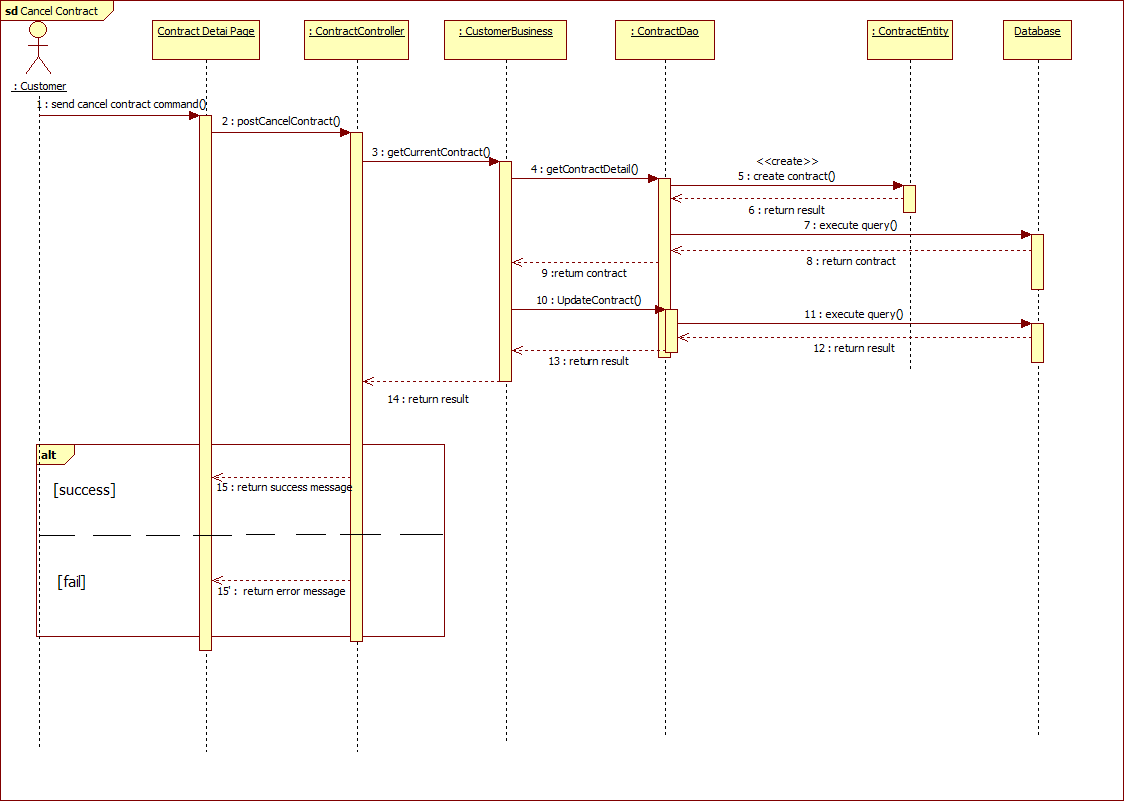 sd Cancel Contract
Contract Detai Page
: ContractController
: CustomerBusiness
: ContractDao
: ContractEntity
Database
: Customer
1 : send cancel contract command()
2 : postCancelContract()
3 : getCurrentContract()
4 : getContractDetail()
<<create>>
5 : create contract()
6 : return result
7 : execute query()
8 : return contract
9 :return contract
10 : UpdateContract()
11 : execute query()
12 : return result
13 : return result
14 : return result
alt
[success]
15 : return success message
[fail]
15' : return error message